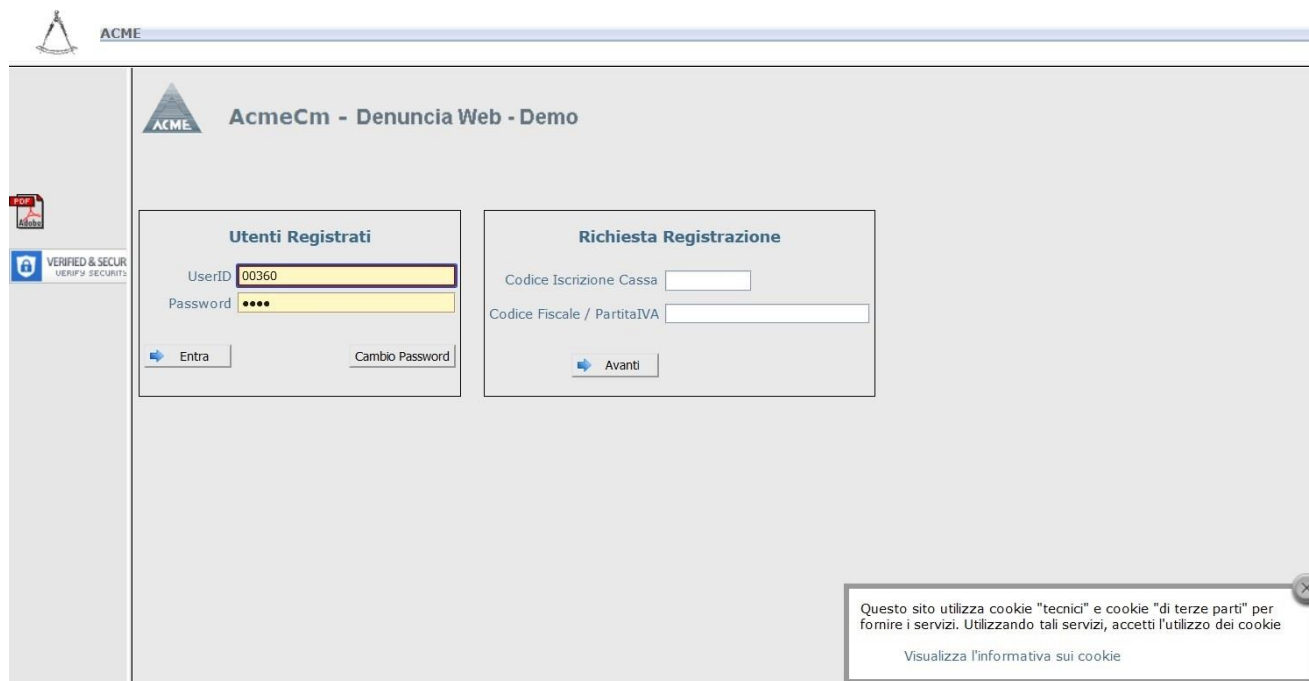 ACME
ACME
AcmeCm - Denuncia Web - Demo
PDF
Adobe
VERIFIED & SECUR
VERIFY SECURITY
Utenti Registrati
UserID 00360
Password ••••
Entra
Cambio Password
Richiesta Registrazione
Codice Iscrizione Cassa
Codice Fiscale / PartitaIVA
Avanti
Questo sito utilizza cookie "tecnici" e cookie "di terze parti" per
fornire i servizi. Utilizzando tali servizi, accetti l'utilizzo dei cookie
Visualizza l'informativa sui cookie